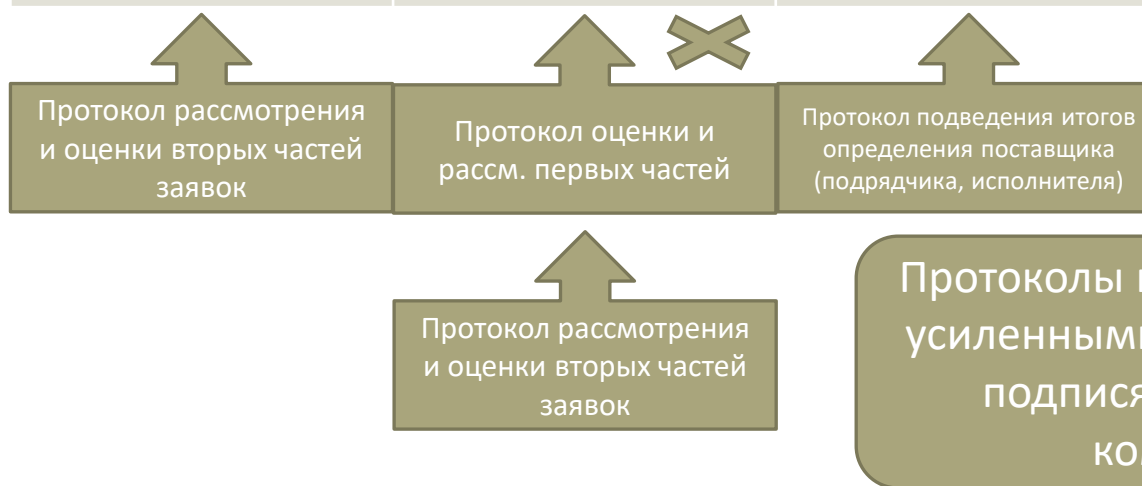 Протокол рассмотрения
и оценки вторых частей
заявок
Протокол оценки и
рассм. первых частей
Протокол подведения итогов
определения поставщика
(подрядчика, исполнителя)
Протокол рассмотрения
и оценки вторых частей
заявок
Протоколы